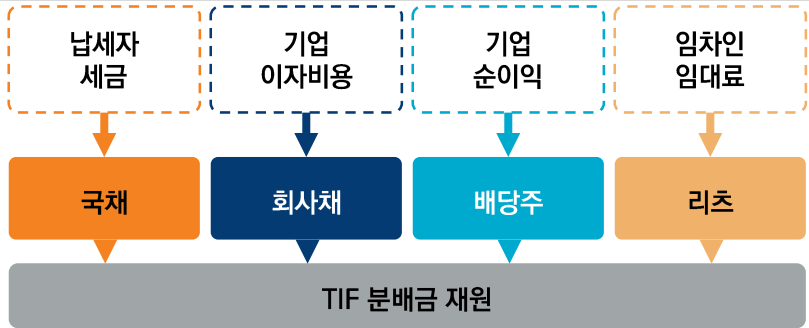 납세자
세금
기업
이자비용
기업
순이익
임차인
임대료
국채
회사채
배당주
리츠
TIF 분배금 재원